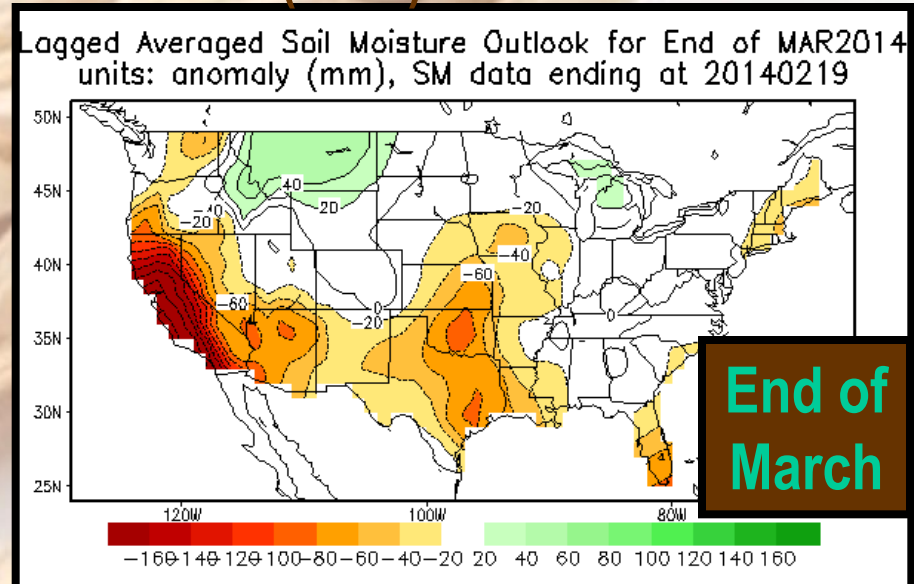 Lagged Averaged Soil Moisture Outlook for End of MAR2014
units: anomaly (mm), SM data ending at 20140219
50N
45N
40N
35N
30N
25N
120W
100W
80W
40
20
-40
-20
-20
-40
-60
-60
0
-20
0
End of
March
-160 -140 -120 -100 -80 -60 -40 -20 20 40 60 80 100 120 140 160